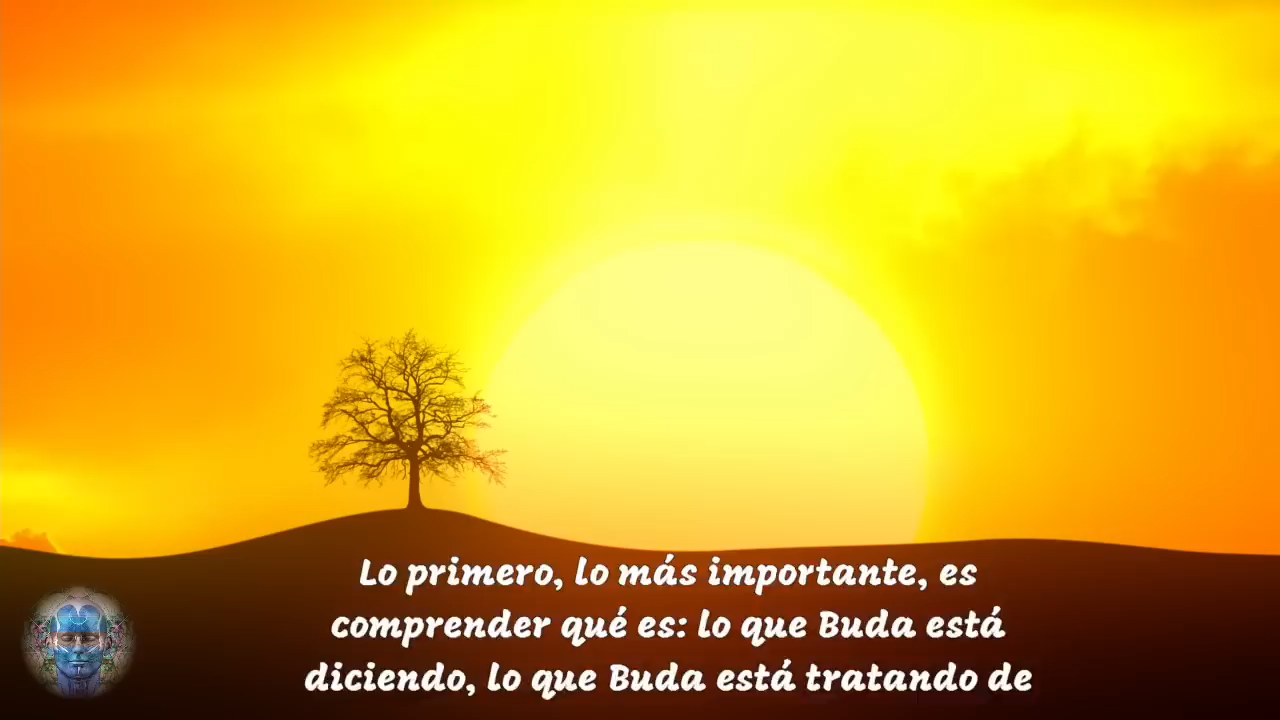 Lo primero, lo más importante, es
comprender qué es: lo que Buda está
diciendo, lo que Buda está tratando de